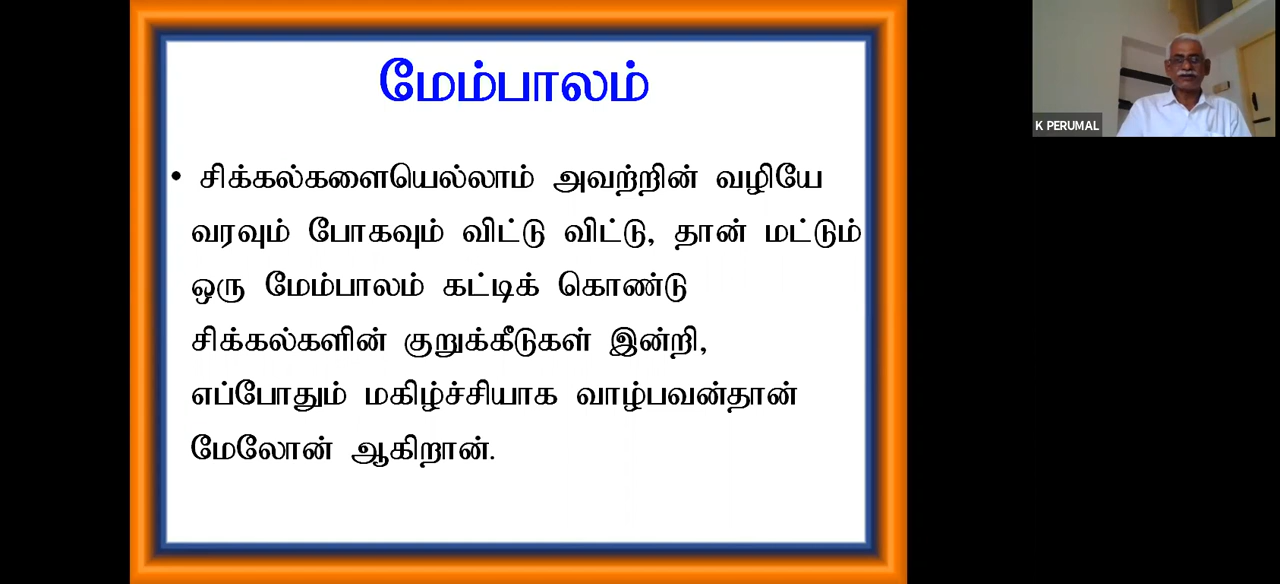 மேம்பாலம்
• சிக்கல்களையெல்லாம் அவற்றின் வழியே
வரவும் போகவும் விட்டு விட்டு, தான் மட்டும்
ஒரு மேம்பாலம் கட்டிக் கொண்டு
சிக்கல்களின் குறுக்கீடுகள் இன்றி,
எப்போதும் மகிழ்ச்சியாக வாழ்பவன்தான்
மேலோன் ஆகிறான்.
K PERUMAL